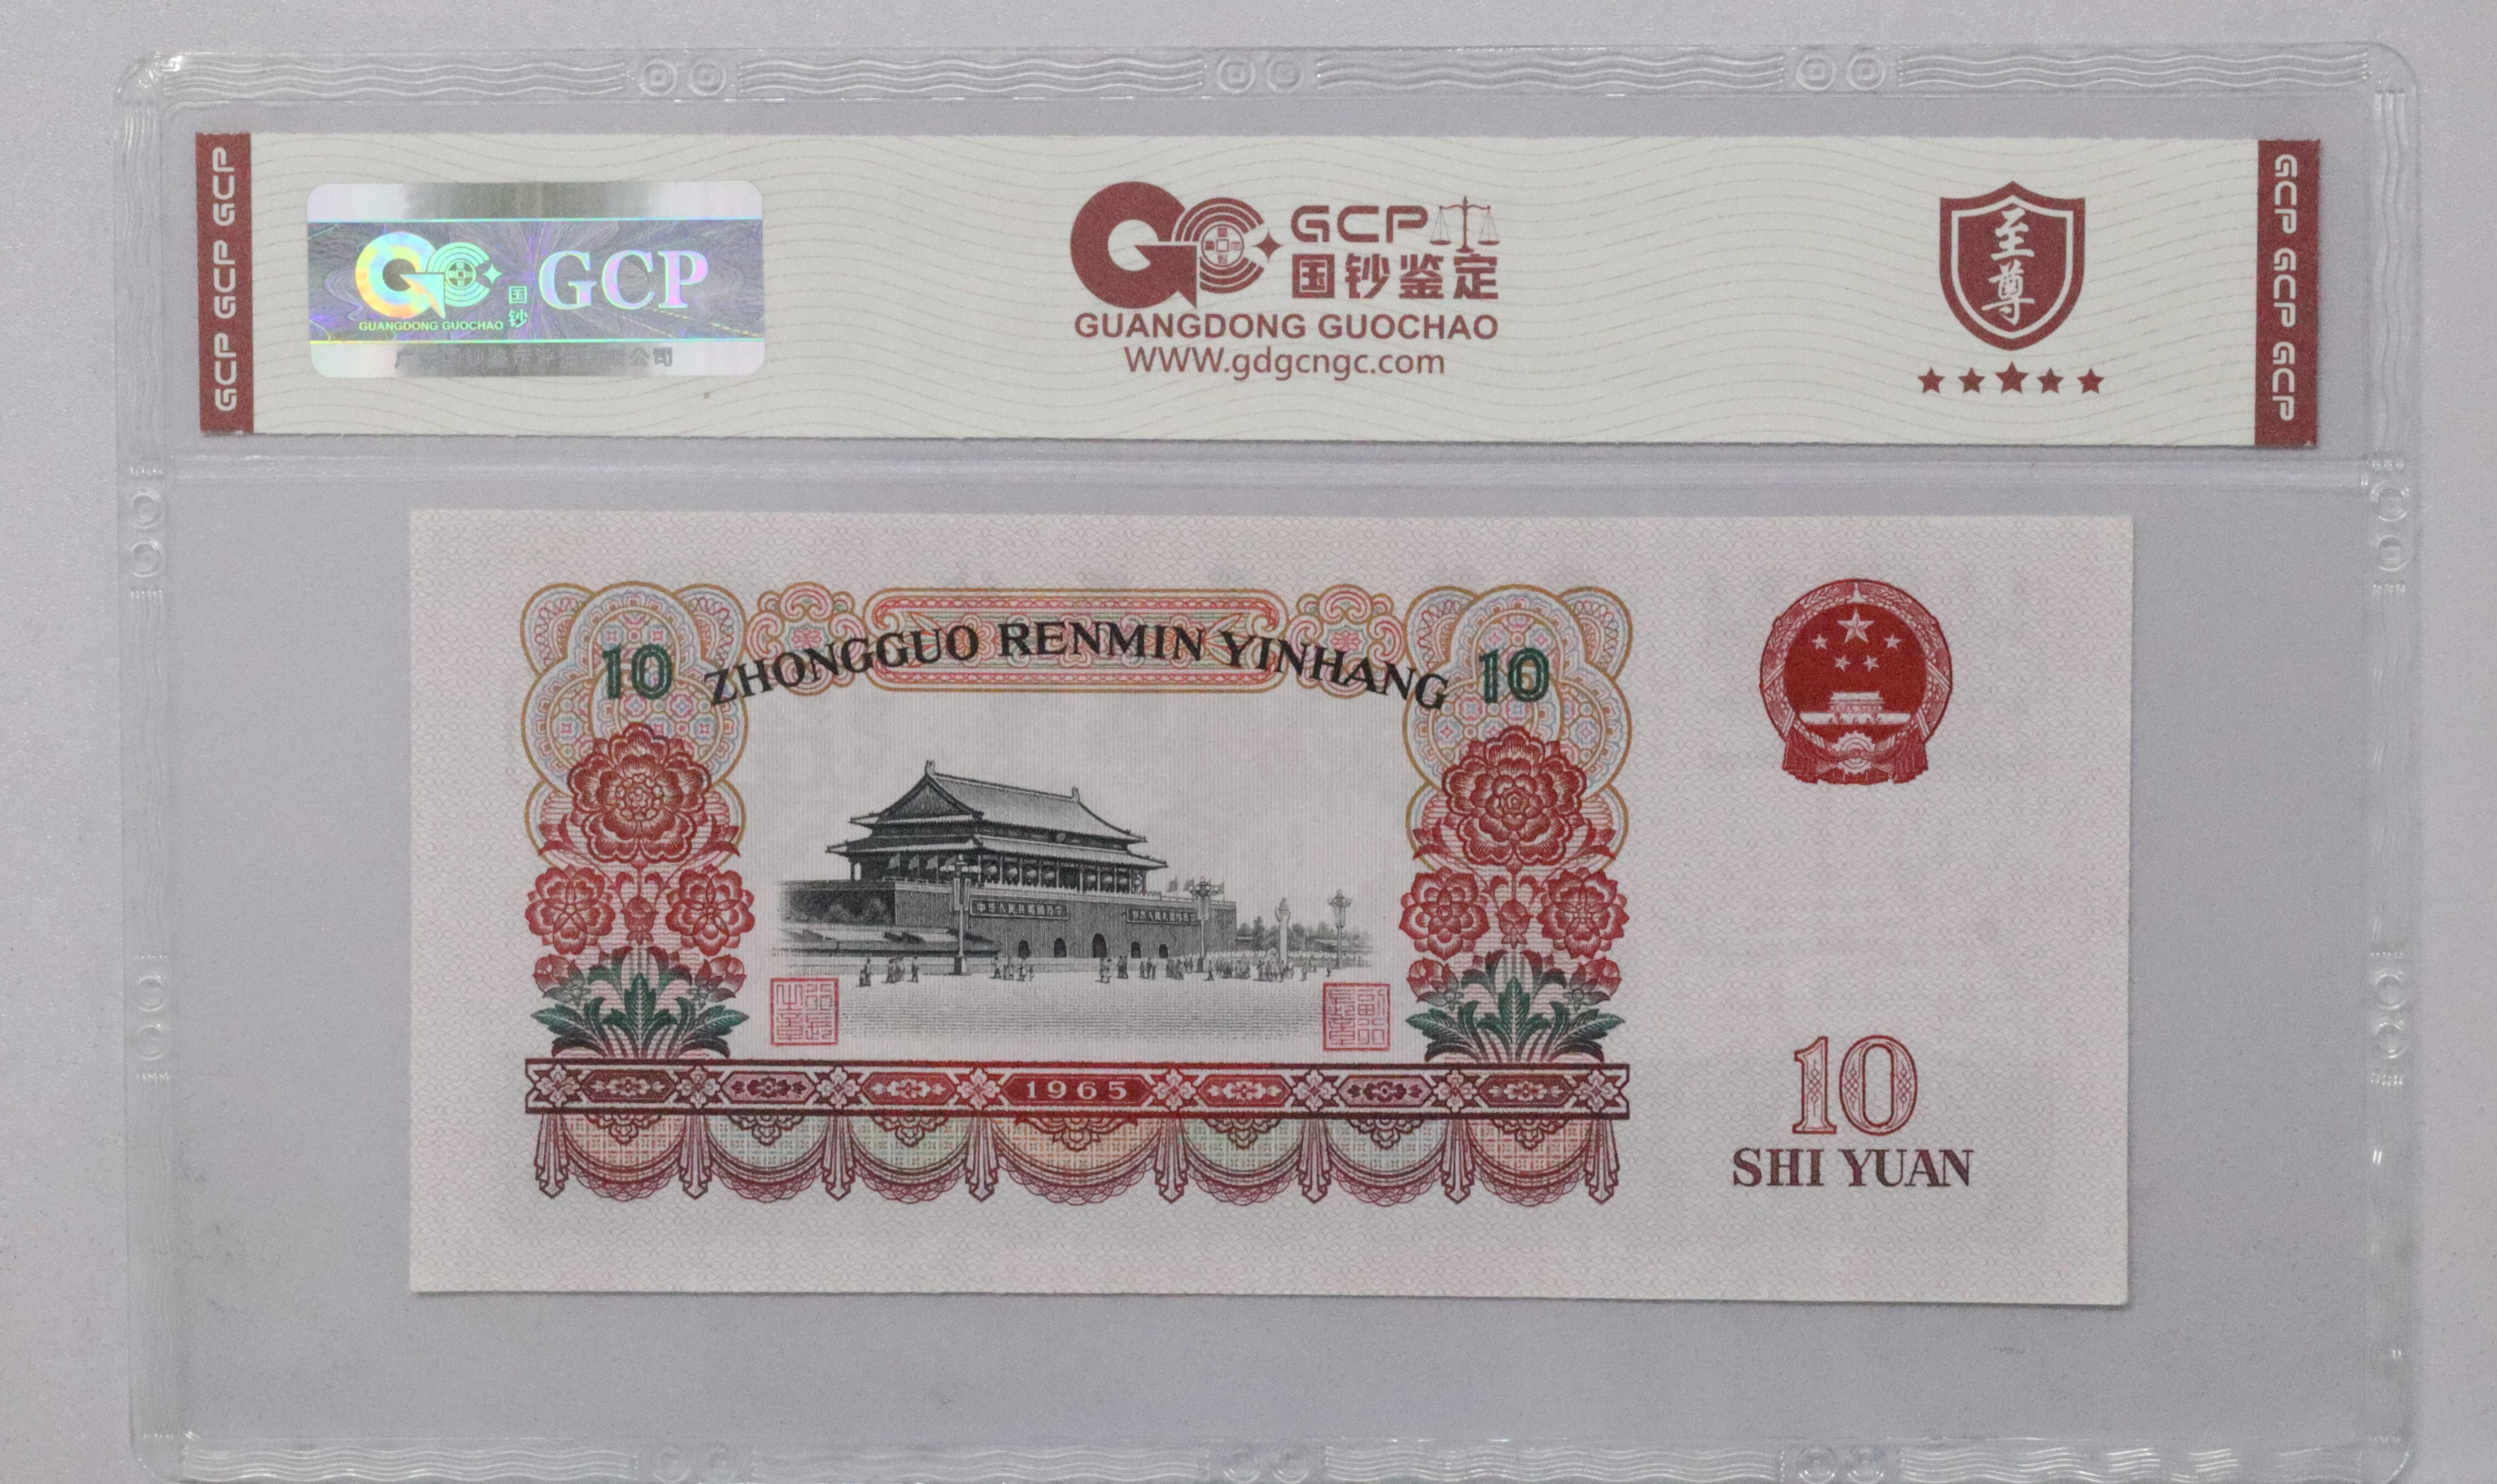 GCP GCP GCP
GCP
国钞
GUANGDONG GUOCHAO
GCP
国钞鉴定
GUANGDONG GUOCHAO
WWW.gdgcngc.com
至尊
GCP GCP GCP
10 ZHONGGUO RENMIN YINHANG 10
1965
10
SHI YUAN